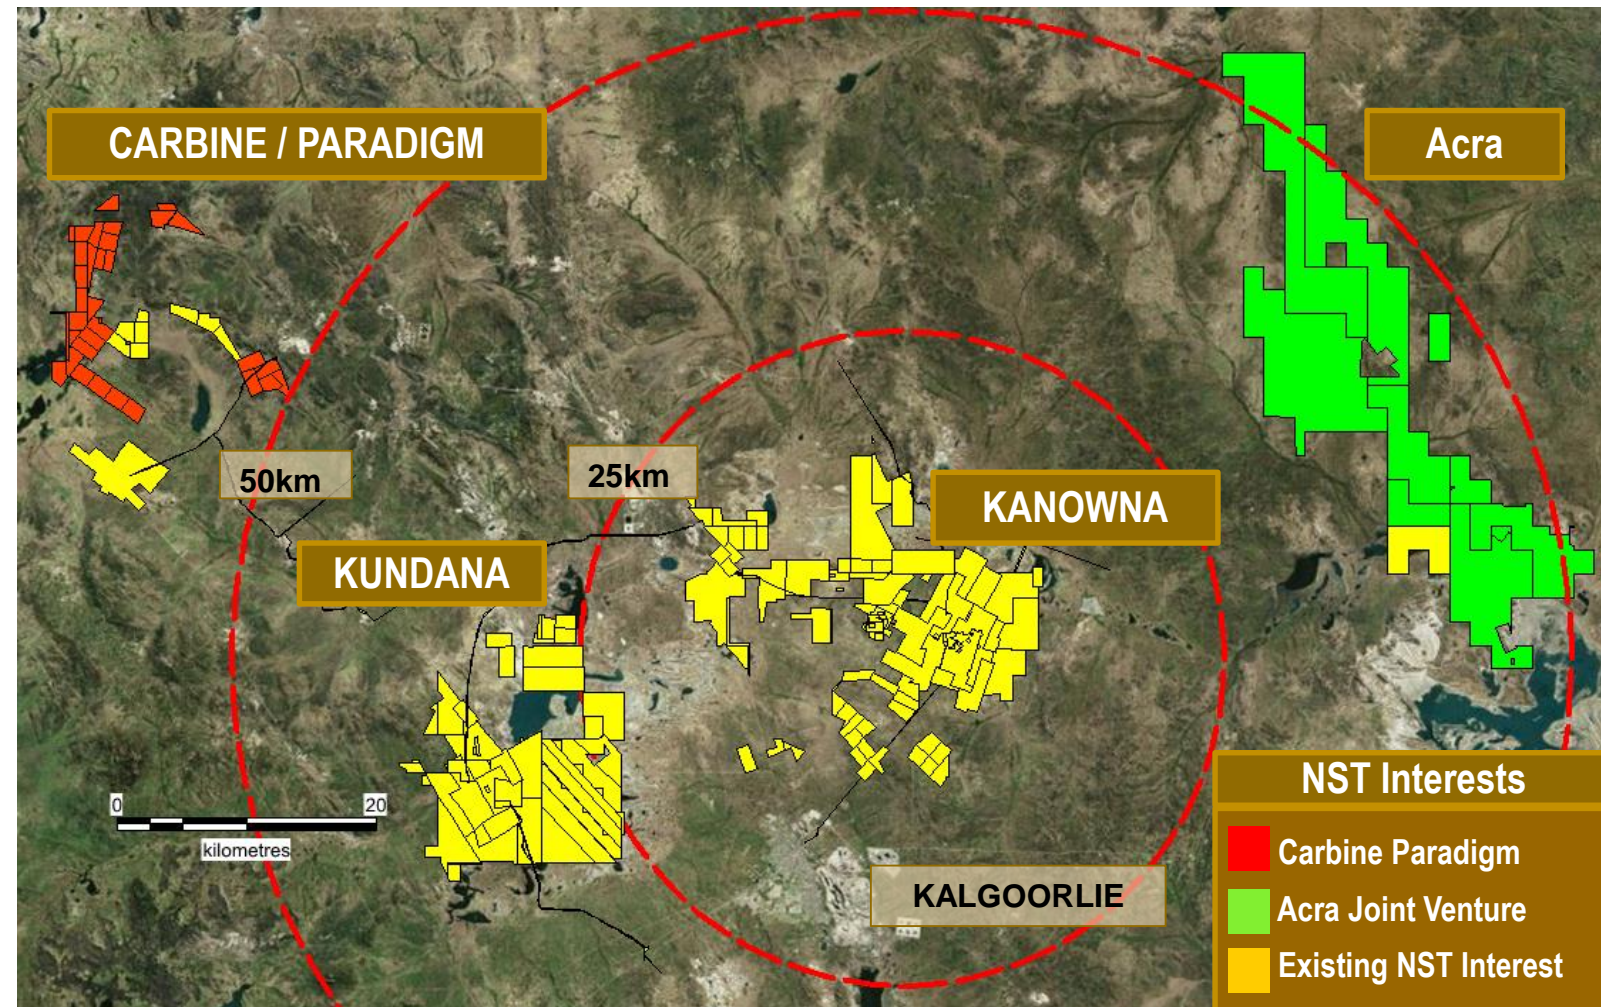 CARBINE / PARADIGM
Acra
50km
25km
KANOWNA
KUNDANA
0 20
kilometres
KALGOORLIE
NST Interests
Carbine Paradigm
Acra Joint Venture
Existing NST Interest